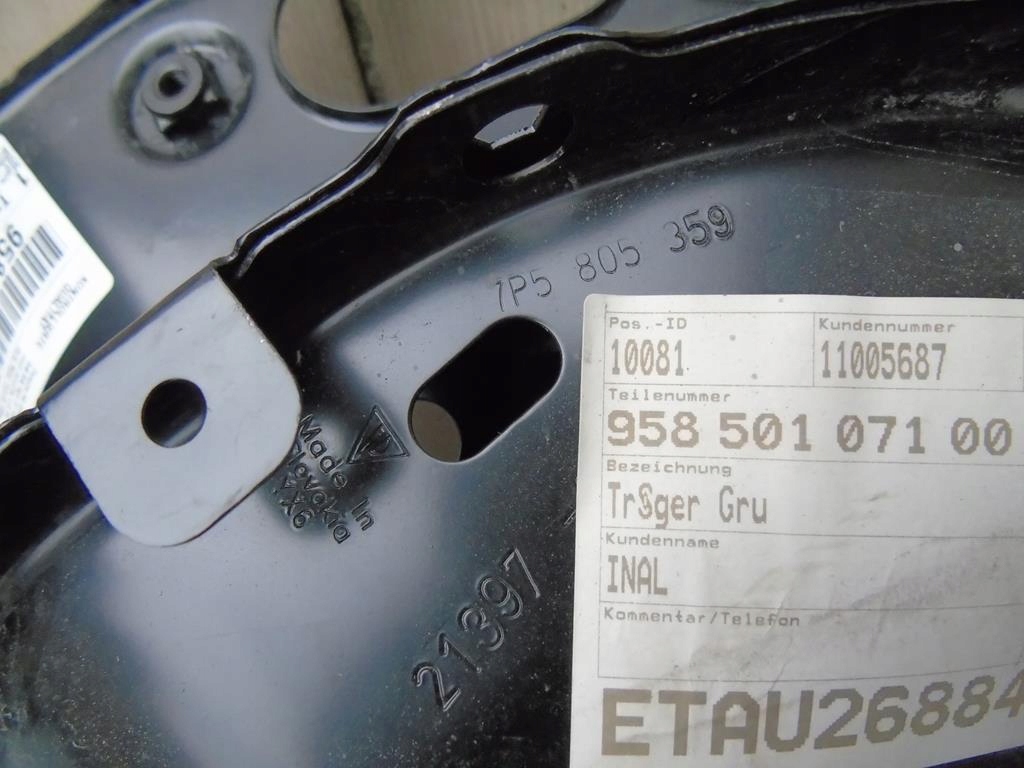 1P5 805 359
Made In
Slovakia
21397
Pos.-ID
10081
Kundennummer
11005687
Teilenummer
958 501 071 00
Bezeichnung
Tr§ger Gru
Kundenname
INAL
Kommentar/Telefon
ETAU26884